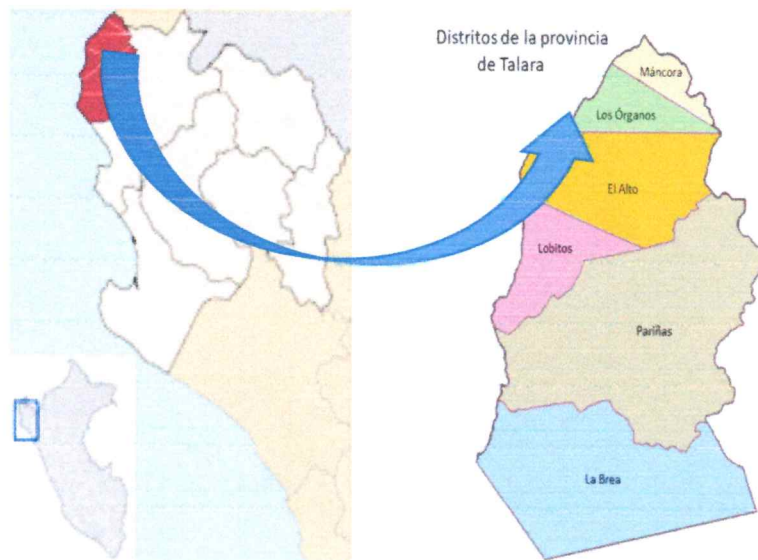 Distritos de la provincia
de Talara
Máncora
Los Órganos
El Alto
Lobitos
Pariñas
La Brea